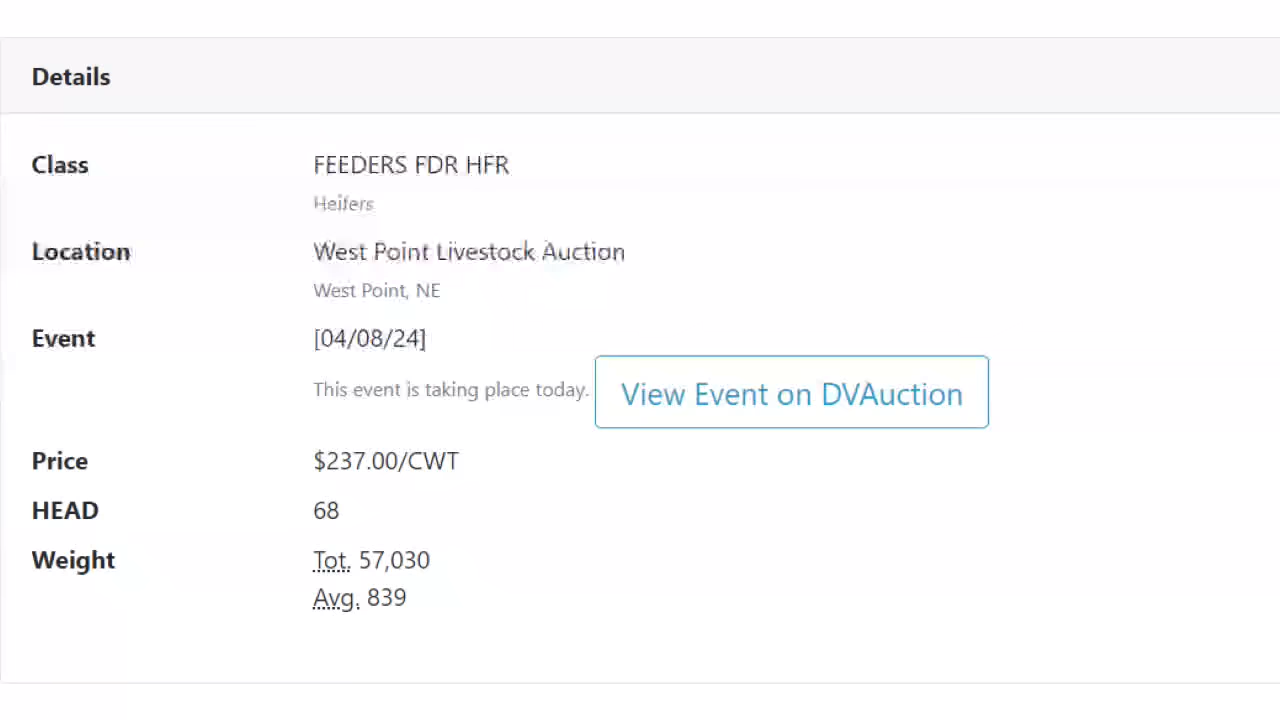 Details
Class FEEDERS FDR HFR
Heifers
Location West Point Livestock Auction
West Point, NE
Event [04/08/24]
This event is taking place today. View Event on DVAuction
Price $237.00/CWT
HEAD 68
Weight Tot. 57,030
Avg. 839